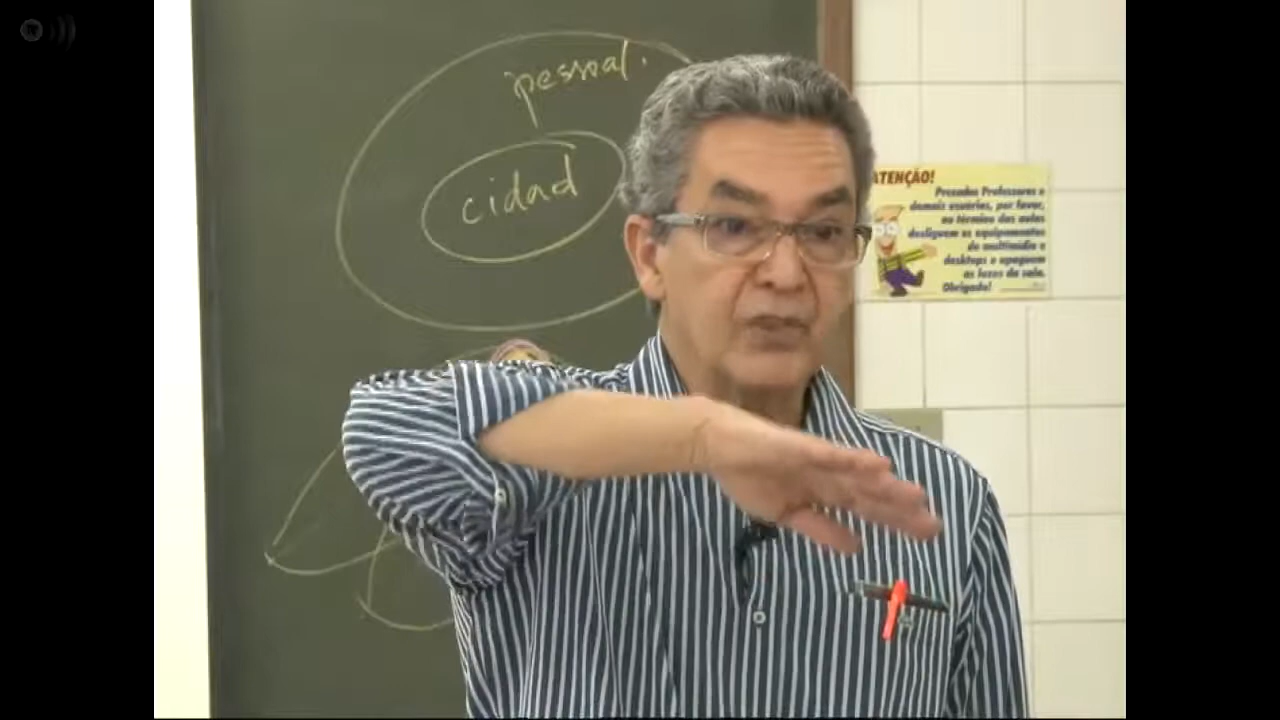 pessoal.
cidad
ATENÇÃO!
Prezados Professores e
demais usuários, por favor,
ao término das aulas
desliguem os equipamentos
de multimídia e
desktops e apaguem
as luzes da sala.
Obrigado!